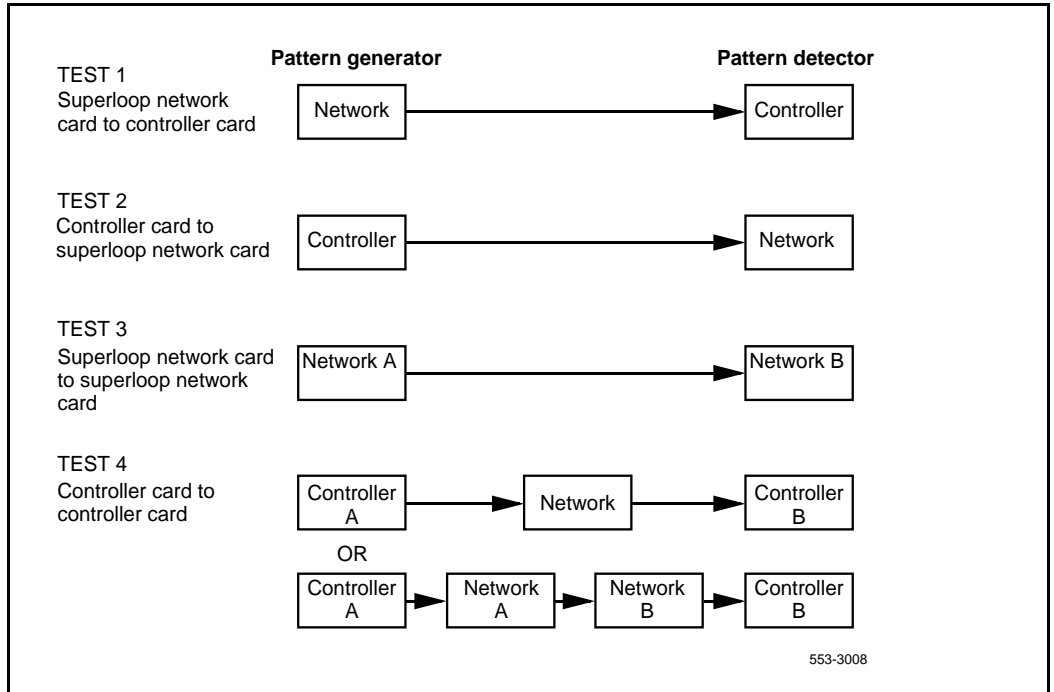 Pattern generator
Pattern detector
TEST 1
Superloop network
card to controller card
Network
Controller
TEST 2
Controller card to
superloop network card
Controller
Network
TEST 3
Superloop network card
to superloop network
card
Network A
Network B
TEST 4
Controller card to
controller card
Controller
A
Network
Controller
B
OR
Controller
A
Network
A
Network
B
Controller
B
553-3008